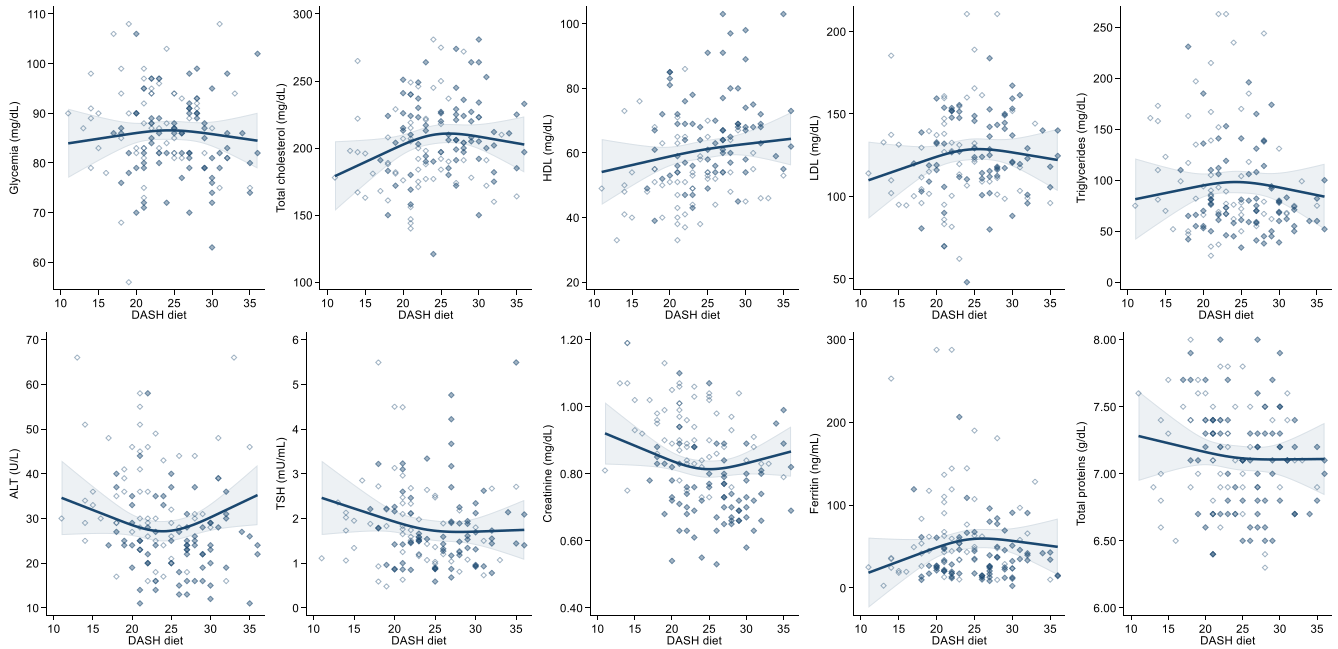 Glycemia (mg/dL)
110
100
90
80
70
60
10 15 20 25 30 35
DASH diet
Total cholesterol (mg/dL)
300
250
200
150
100
10 15 20 25 30 35
DASH diet
HDL (mg/dL)
100
80
60
40
20
10 15 20 25 30 35
DASH diet
LDL (mg/dL)
200
150
100
50
10 15 20 25 30 35
DASH diet
Triglycerides (mg/dL)
250
200
150
100
50
0
10 15 20 25 30 35
DASH diet
ALT (U/L)
70
60
50
40
30
20
10
10 15 20 25 30 35
DASH diet
TSH (mU/mL)
6
5
4
3
2
1
0
10 15 20 25 30 35
DASH diet
Creatinine (mg/dL)
1.20
1.00
0.80
0.60
0.40
10 15 20 25 30 35
DASH diet
Ferritin (ng/mL)
300
200
100
0
10 15 20 25 30 35
DASH diet
Total proteins (g/dL)
8.00
7.50
7.00
6.50
6.00
10 15 20 25 30 35
DASH diet